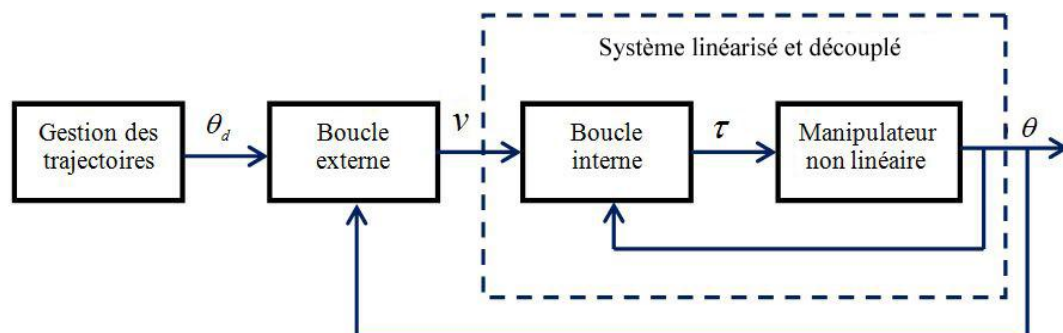 Système linéarisé et découplé
Gestion des
trajectoires
θd
Boucle
externe
v
Boucle
interne
τ
Manipulateur
non linéaire
θ